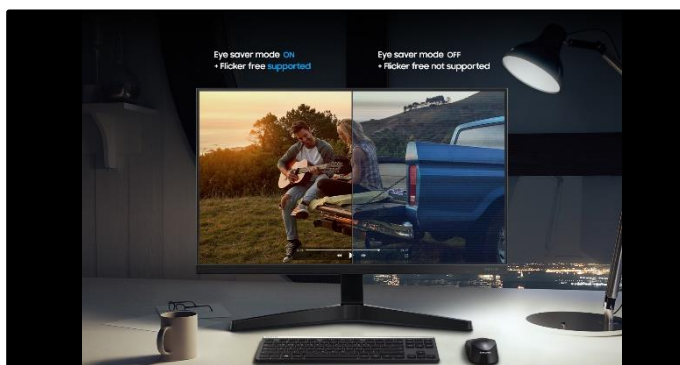 Eye saver mode ON
+ Flicker free supported
Eye saver mode OFF
+ Flicker free not supported